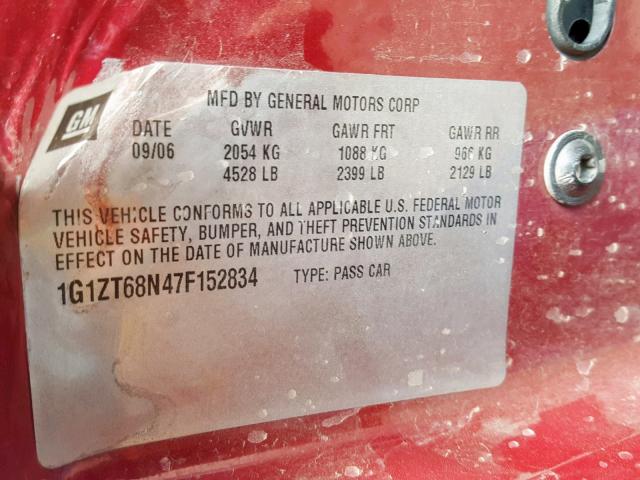 GM
MFD BY GENERAL MOTORS CORP
DATE GVWR GAWR FRT GAWR RR
09/06 2054 KG 1088 KG 966 KG
4528 LB 2399 LB 2129 LB
THIS VEHICLE CONFORMS TO ALL APPLICABLE U.S. FEDERAL MOTOR
VEHICLE SAFETY, BUMPER, AND THEFT PREVENTION STANDARDS IN
EFFECT ON THE DATE OF MANUFACTURE SHOWN ABOVE.
1G1ZT68N47F152834 TYPE: PASS CAR